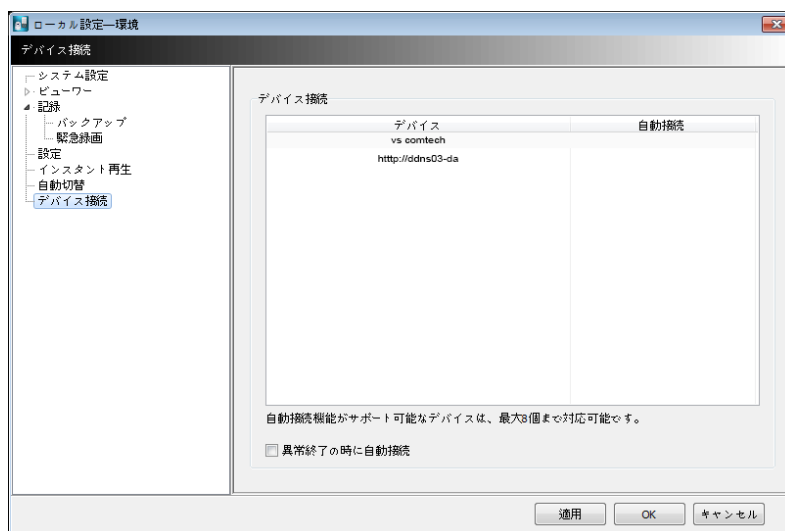 ローカル設定―環境
デバイス接続
システム設定
ビューワー
記録
バックアップ
緊急録画
設定
インスタント再生
自動切替
デバイス接続
デバイス接続
デバイス 自動接続
vs comtech
htttp://ddns03-da
自動接続機能がサポート可能なデバイスは、最大8個まで対応可能です。
異常終了の時に自動接続
適用 OK キャンセル